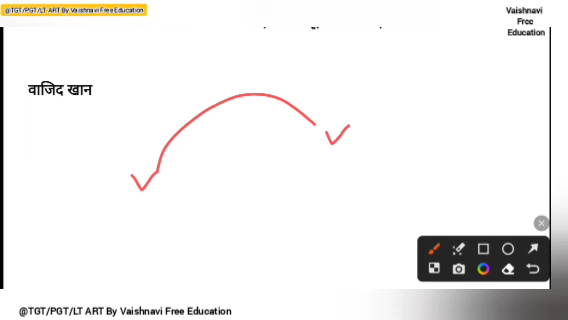 @TGT/PGT/LT ART By Vaishnavi Free Education
Vaishnavi
Free
Education
वाजिद खान
@TGT/PGT/LT ART By Vaishnavi Free Education